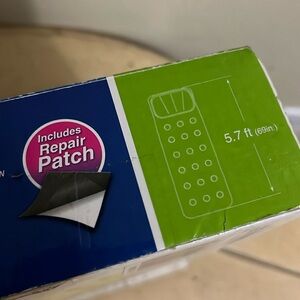 Includes
Repair
Patch
5.7 ft (69in.)